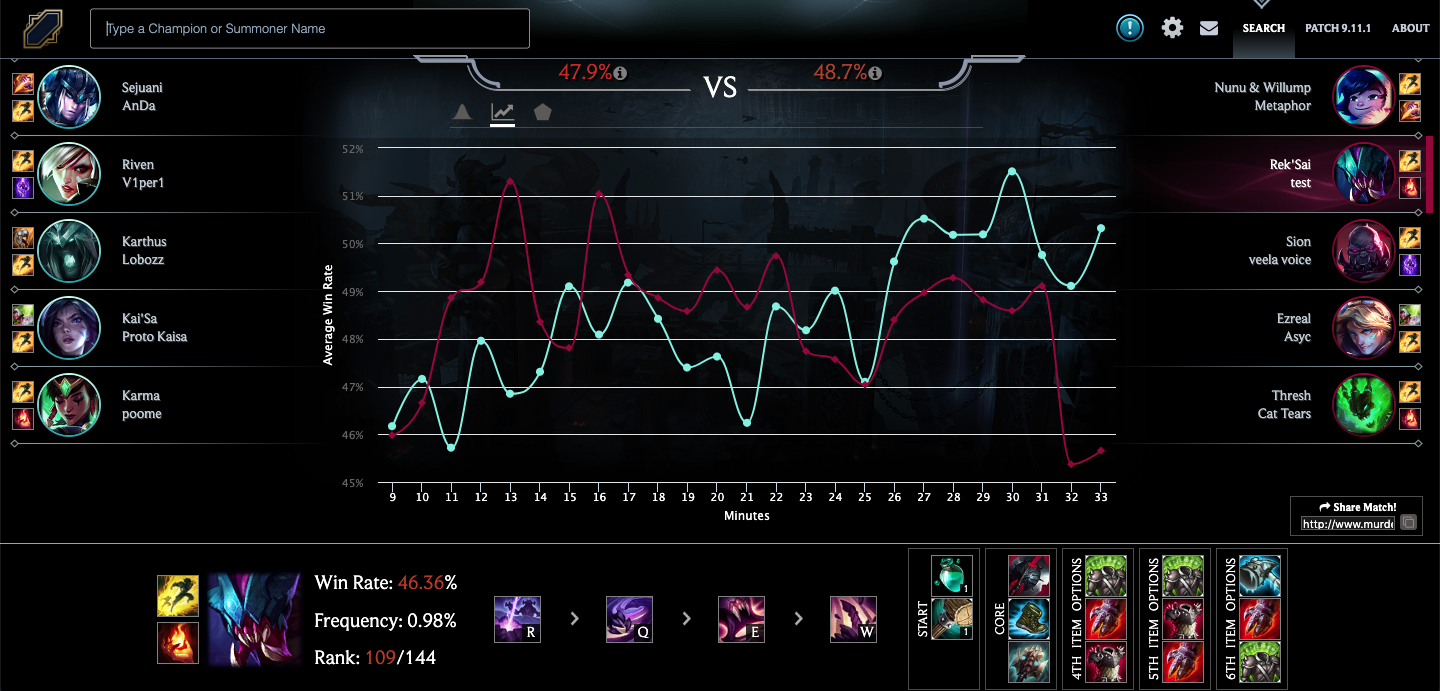 Type a Champion or Summoner Name
SEARCH
PATCH 9.11.1
ABOUT
47.9%
VS
48.7%
Sejuani
AnDa
Riven
V1per1
Karthus
Lobozz
Kai'Sa
Proto Kaisa
Karma
poome
52%
51%
50%
49%
48%
47%
46%
45%
Average Win Rate
9 10 11 12 13 14 15 16 17 18 19 20 21 22 23 24 25 26 27 28 29 30 31 32 33
Minutes
Nunu & Willump
Metaphor
Rek'Sai
test
Sion
veela voice
Ezreal
Asyc
Thresh
Cat Tears
Share Match!
http://www.murde
Win Rate: 46.36%
Frequency: 0.98%
Rank: 109/144
R > Q > E > W
START
1
1
CORE
4TH ITEM OPTIONS
5TH ITEM OPTIONS
6TH ITEM OPTIONS